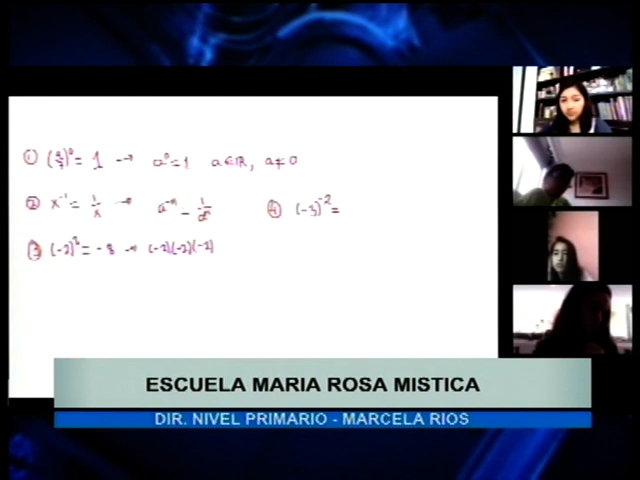 ① (2/3)⁰ = 1 → a⁰ = 1 a ∈ ℝ, a ≠ 0
② x⁻¹ = 1/x → a⁻ⁿ = 1/aⁿ
③ (-2)³ = -8 → (-2)(-2)(-2)
④ (-3)⁻² =
ESCUELA MARIA ROSA MISTICA
DIR. NIVEL PRIMARIO - MARCELA RIOS